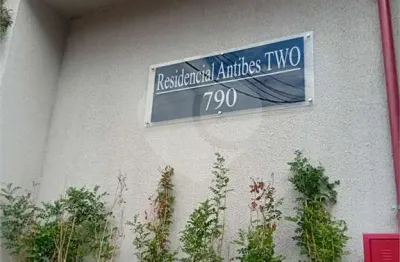 Residencial Antibes TWO
790